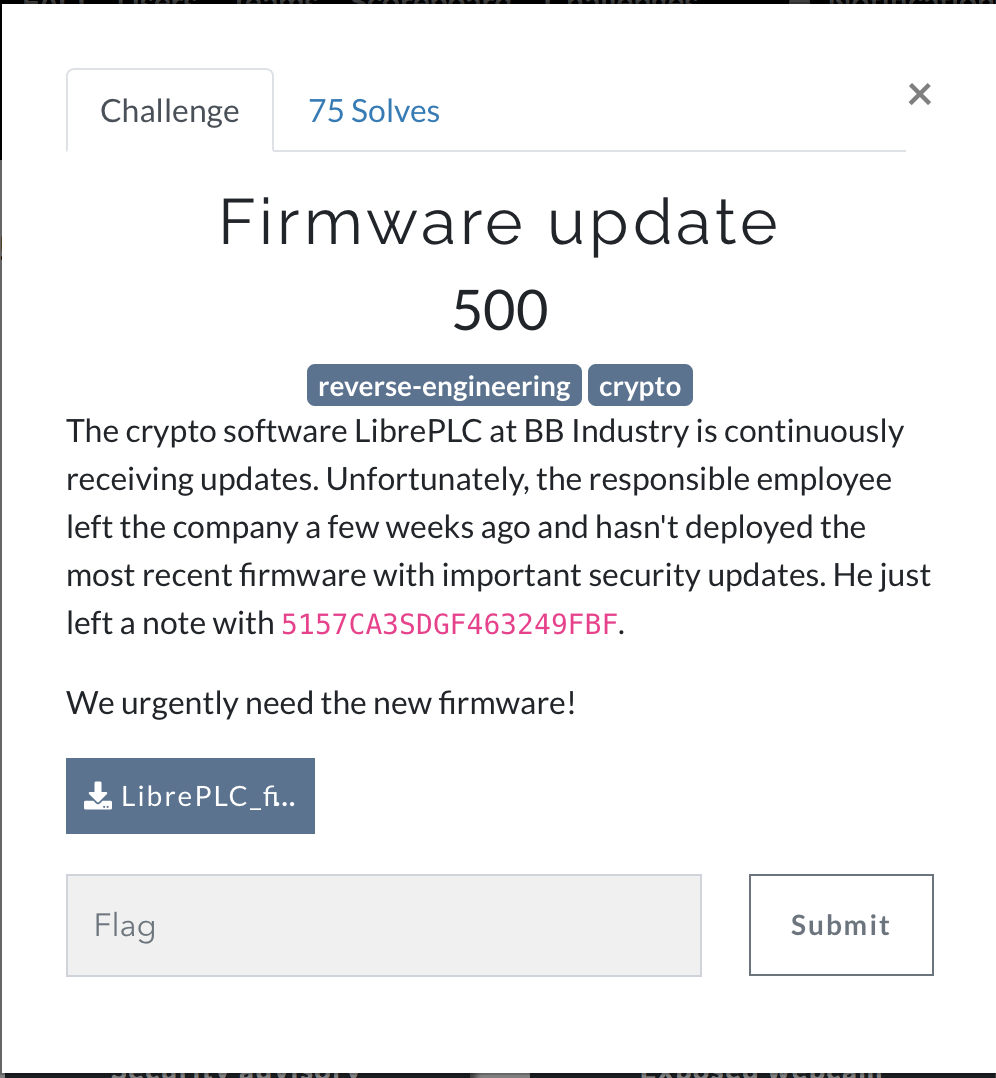 Challenge
75 Solves
×
Firmware update
500
reverse-engineering crypto
The crypto software LibrePLC at BB Industry is continuously
receiving updates. Unfortunately, the responsible employee
left the company a few weeks ago and hasn't deployed the
most recent firmware with important security updates. He just
left a note with 5157CA3SDGF463249FBF.
We urgently need the new firmware!
LibrePLC_fi..
Flag
Submit